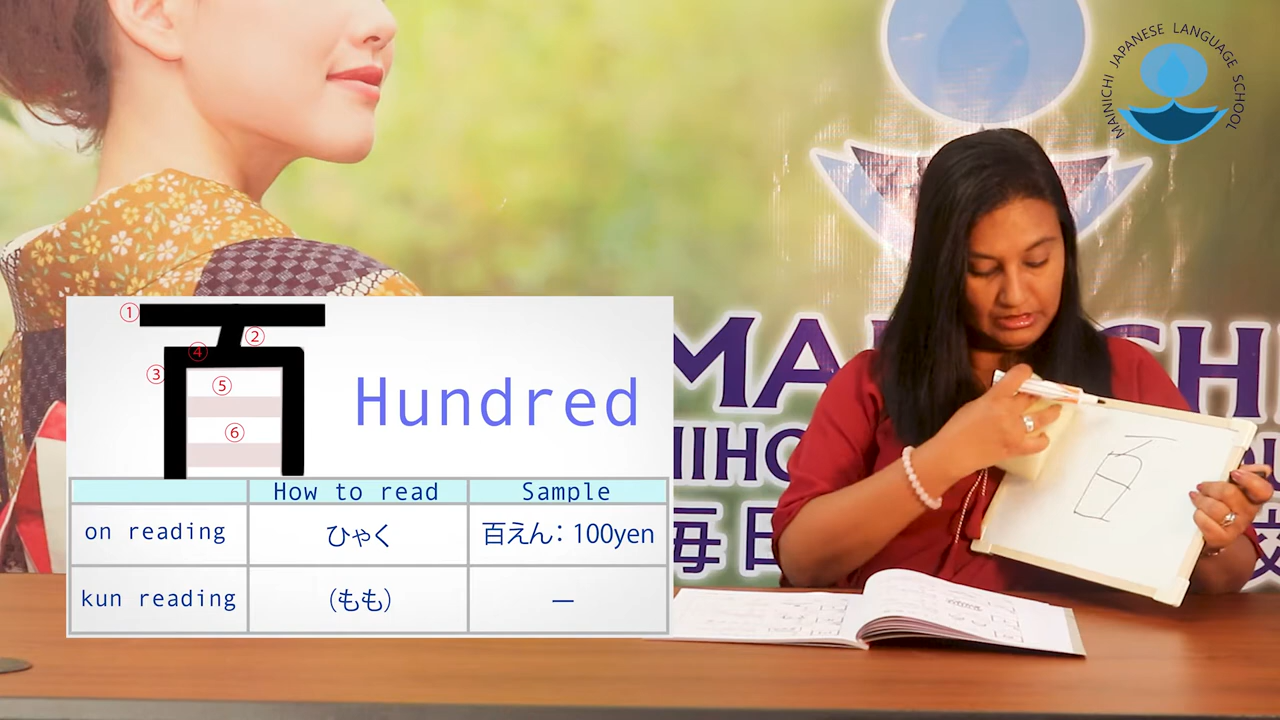 MAINICHI JAPANESE LANGUAGE SCHOOL
①
②
③
④
⑤
⑥
百
Hundred
How to read Sample
on reading ひゃく 百えん：100yen
kun reading （もも） ―
百
毎日